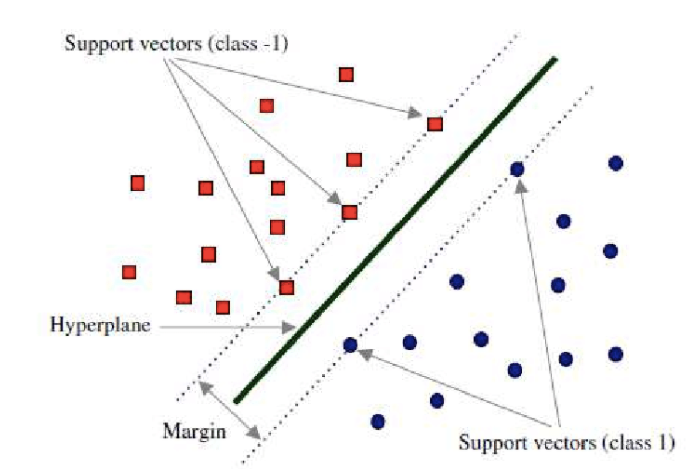 Support vectors (class -1)
Hyperplane
Margin
Support vectors (class 1)